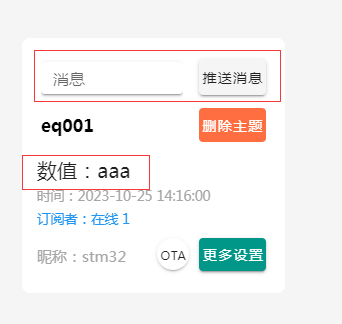 消息 推送消息
eq001 删除主题
数值：aaa
时间：2023-10-25 14:16:00
订阅者：在线 1
昵称：stm32 OTA 更多设置